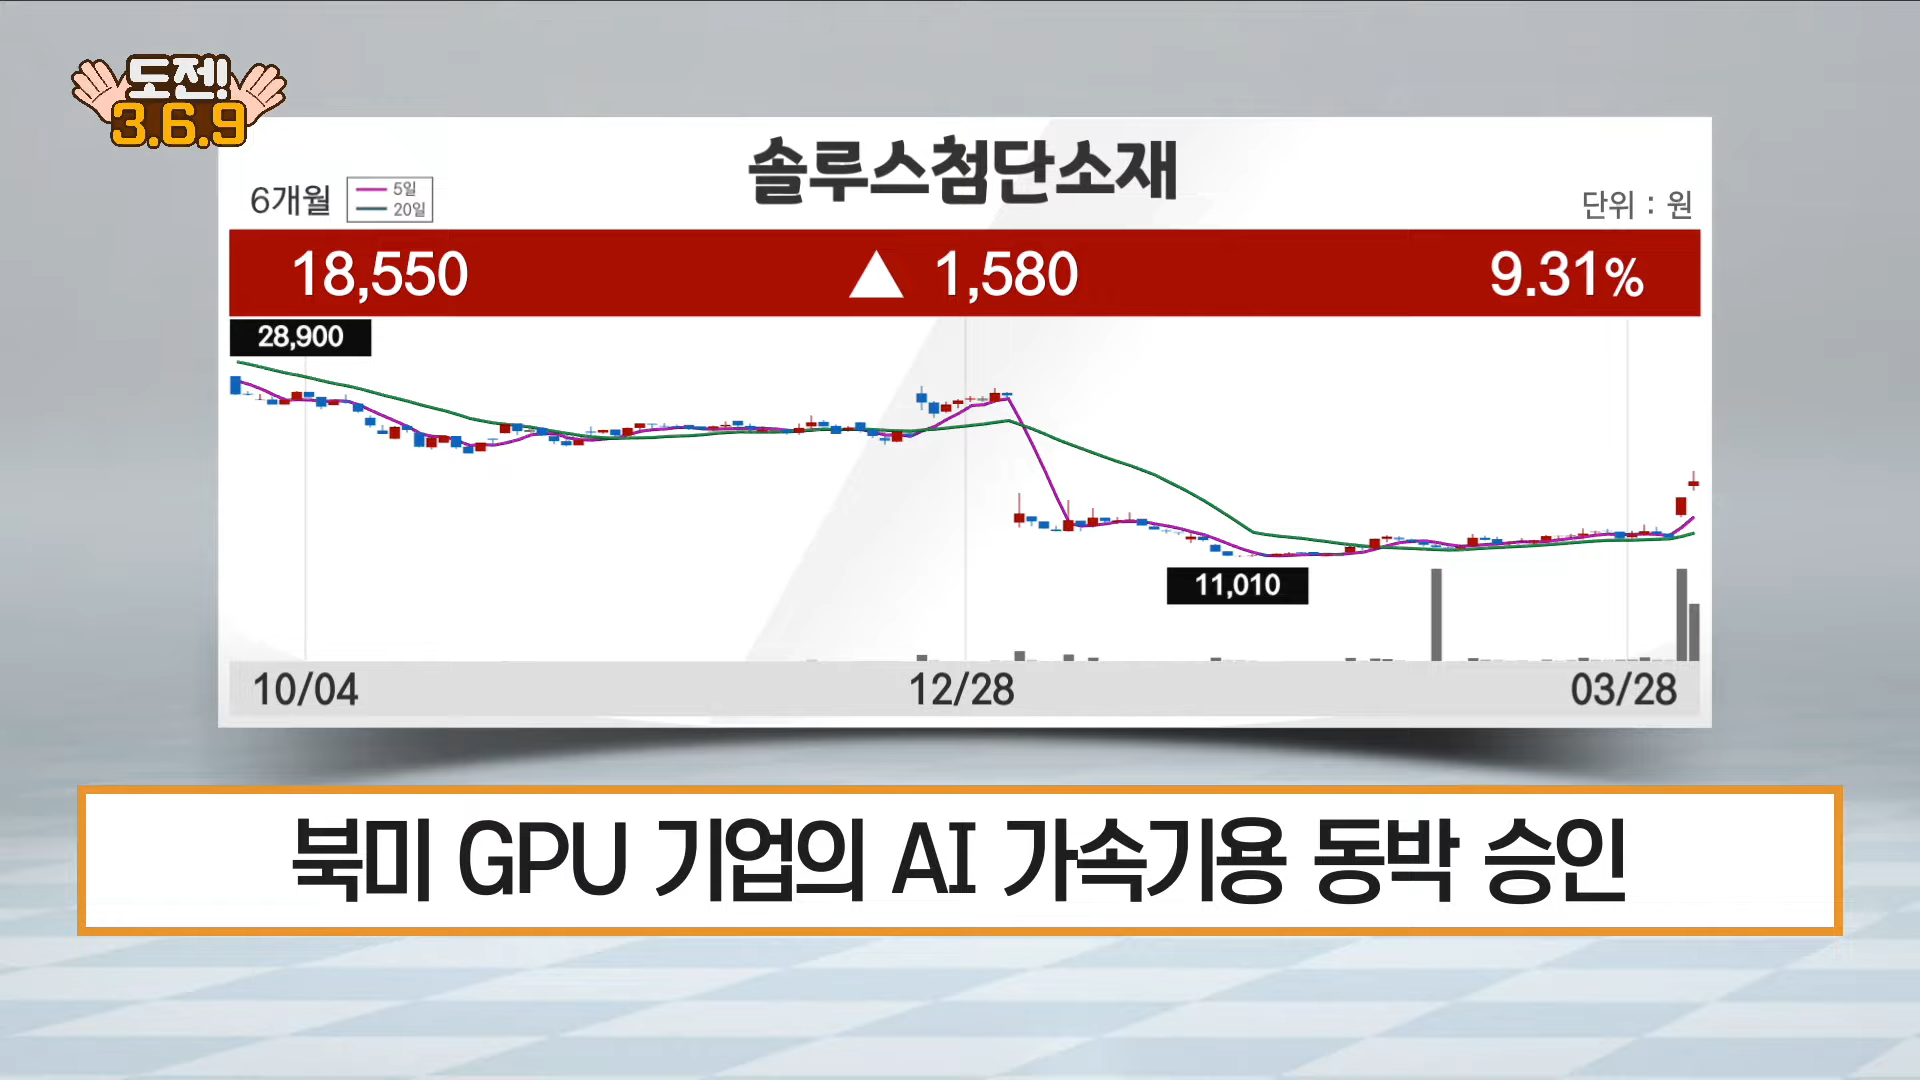 도전!
3.6.9
솔루스첨단소재
6개월
5일
20일
단위 : 원
18,550 ▲ 1,580 9.31%
28,900
11,010
10/04 12/28 03/28
북미 GPU 기업의 AI 가속기용 동박 승인